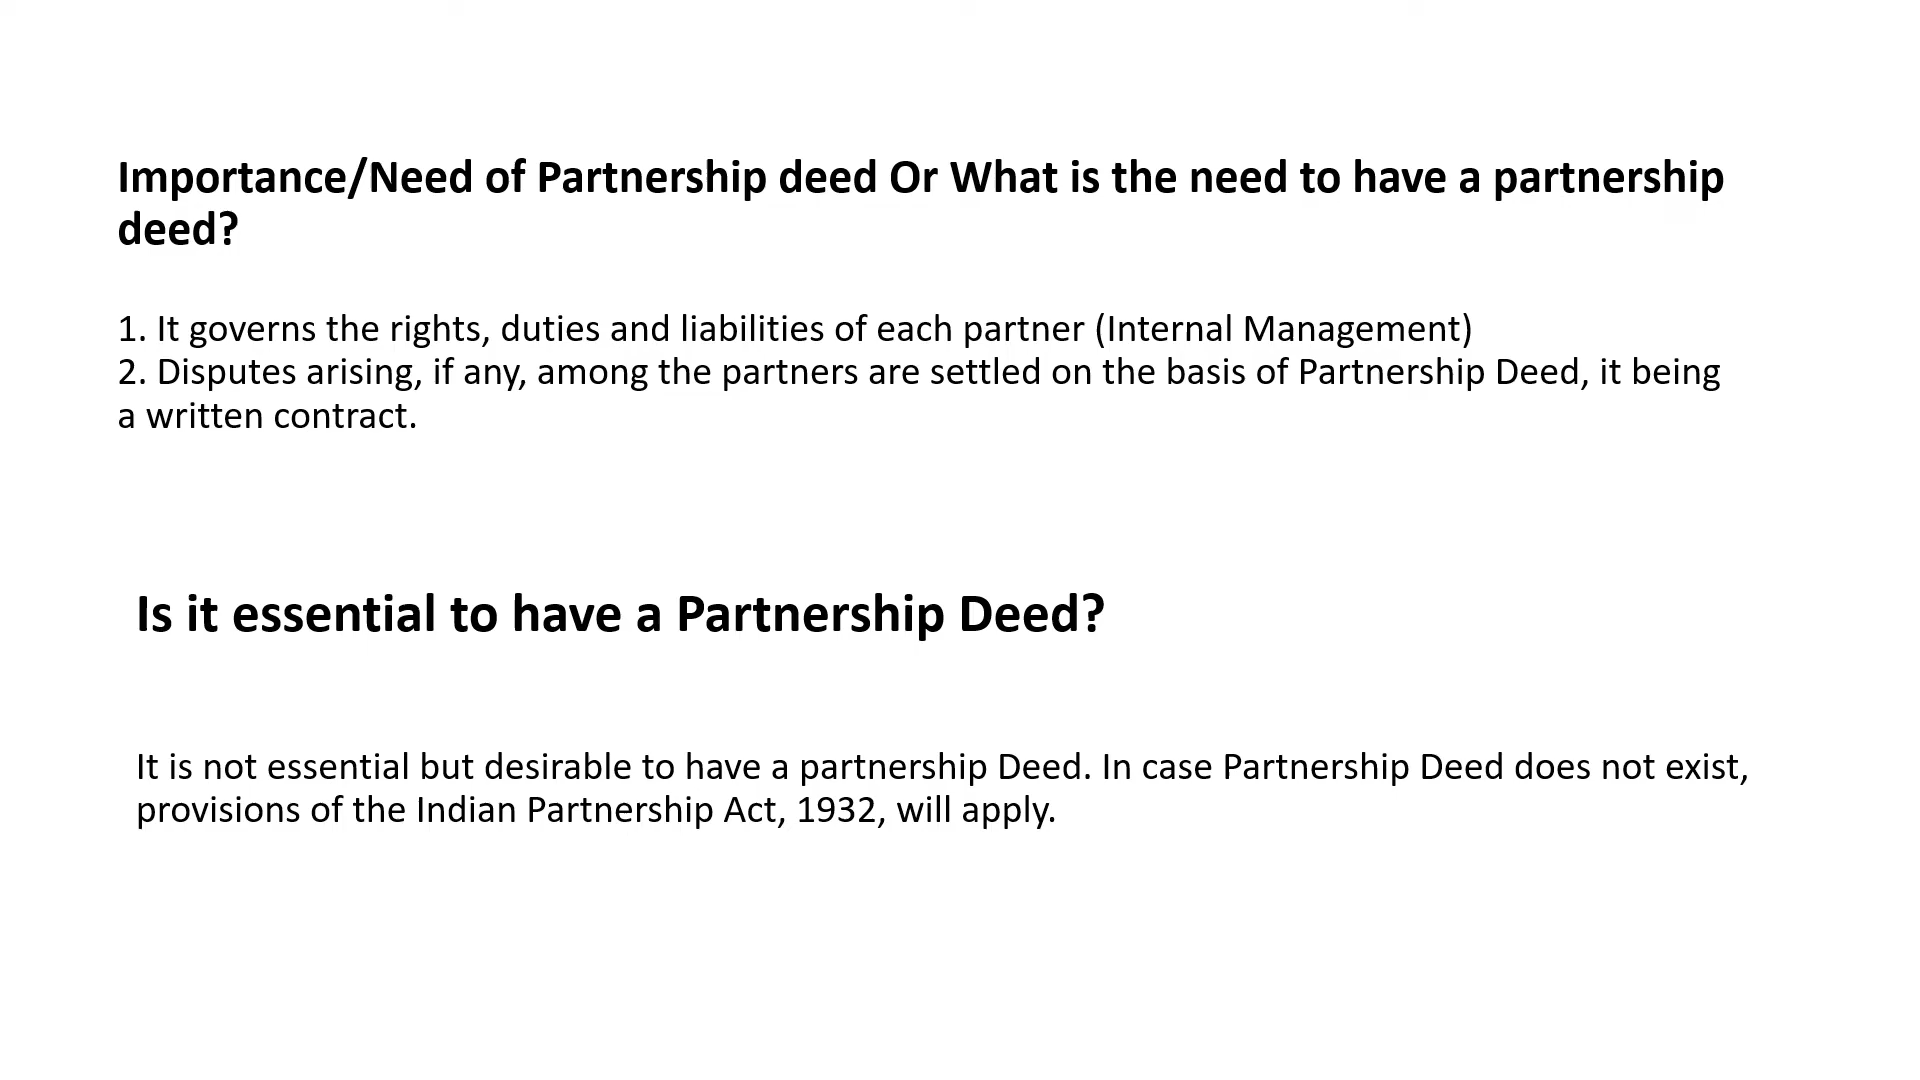 Importance/Need of Partnership deed Or What is the need to have a partnership
deed?
1. It governs the rights, duties and liabilities of each partner (Internal Management)
2. Disputes arising, if any, among the partners are settled on the basis of Partnership Deed, it being
a written contract.
Is it essential to have a Partnership Deed?
It is not essential but desirable to have a partnership Deed. In case Partnership Deed does not exist,
provisions of the Indian Partnership Act, 1932, will apply.